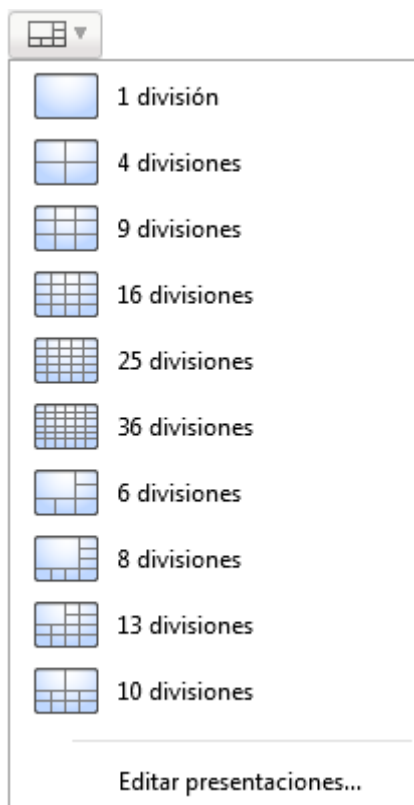 1 división
4 divisiones
9 divisiones
16 divisiones
25 divisiones
36 divisiones
6 divisiones
8 divisiones
13 divisiones
10 divisiones
Editar presentaciones...